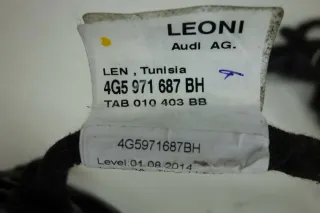 LEONI
Audi AG.
LEN , Tunisia
4G5 971 687 BH
TAB 010 403 BB
4G5971687BH
Level:01.08.2014